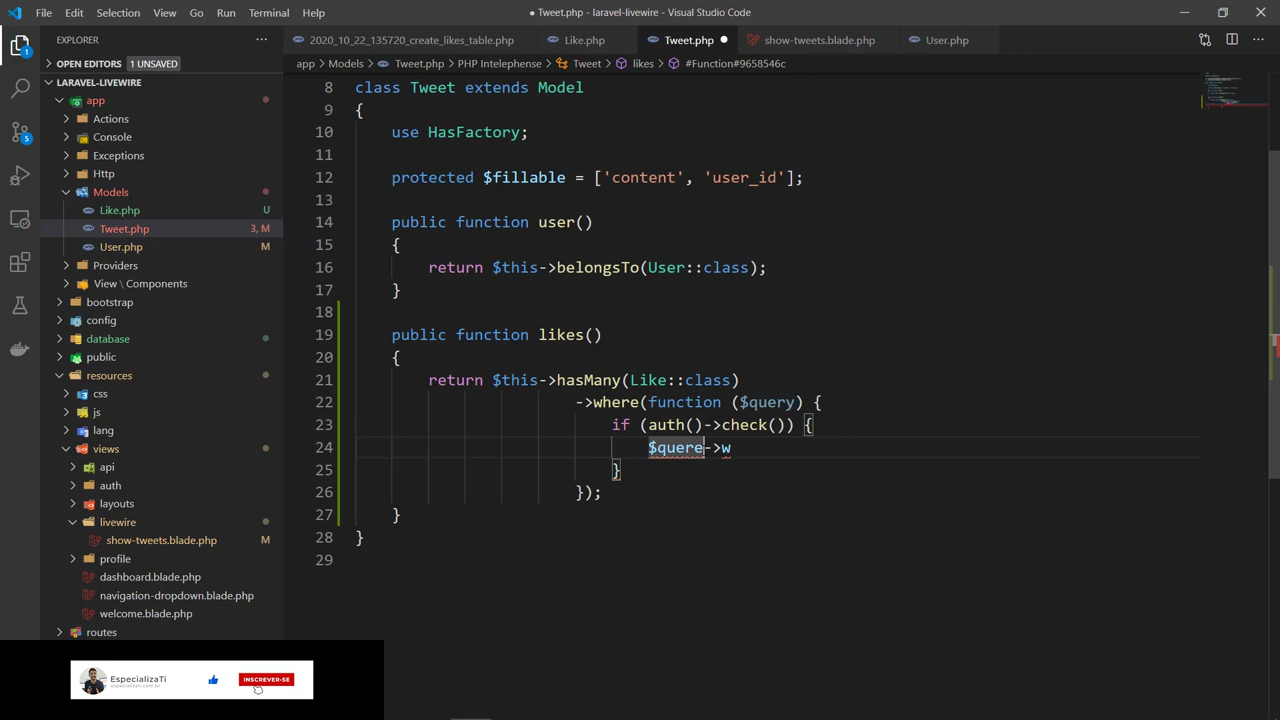 File Edit Selection View Go Run Terminal Help
● Tweet.php - laravel-livewire - Visual Studio Code
EXPLORER
OPEN EDITORS 1 UNSAVED
LARAVEL-LIVEWIRE
app
Actions
Console
Exceptions
Http
Models
Like.php U
Tweet.php 3, M
User.php M
Providers
View \ Components
bootstrap
config
database
public
resources
css
js
lang
views
api
auth
layouts
livewire
show-tweets.blade.php M
profile
dashboard.blade.php
navigation-dropdown.blade.php
welcome.blade.php
routes
1
5
2020_10_22_135720_create_likes_table.php Like.php Tweet.php ● show-tweets.blade.php User.php
app > Models > Tweet.php > PHP Intelephense > Tweet > likes > #Function#9658546c
8 class Tweet extends Model
9 {
10 use HasFactory;
11
12 protected $fillable = ['content', 'user_id'];
13
14 public function user()
15 {
16 return $this->belongsTo(User::class);
17 }
18
19 public function likes()
20 {
21 return $this->hasMany(Like::class)
22 ->where(function ($query) {
23 if (auth()->check()) {
24 $quere->w
25 }
26 });
27 }
28 }
29
EspecializaTi
especializati.com.br
INSCREVER-SE